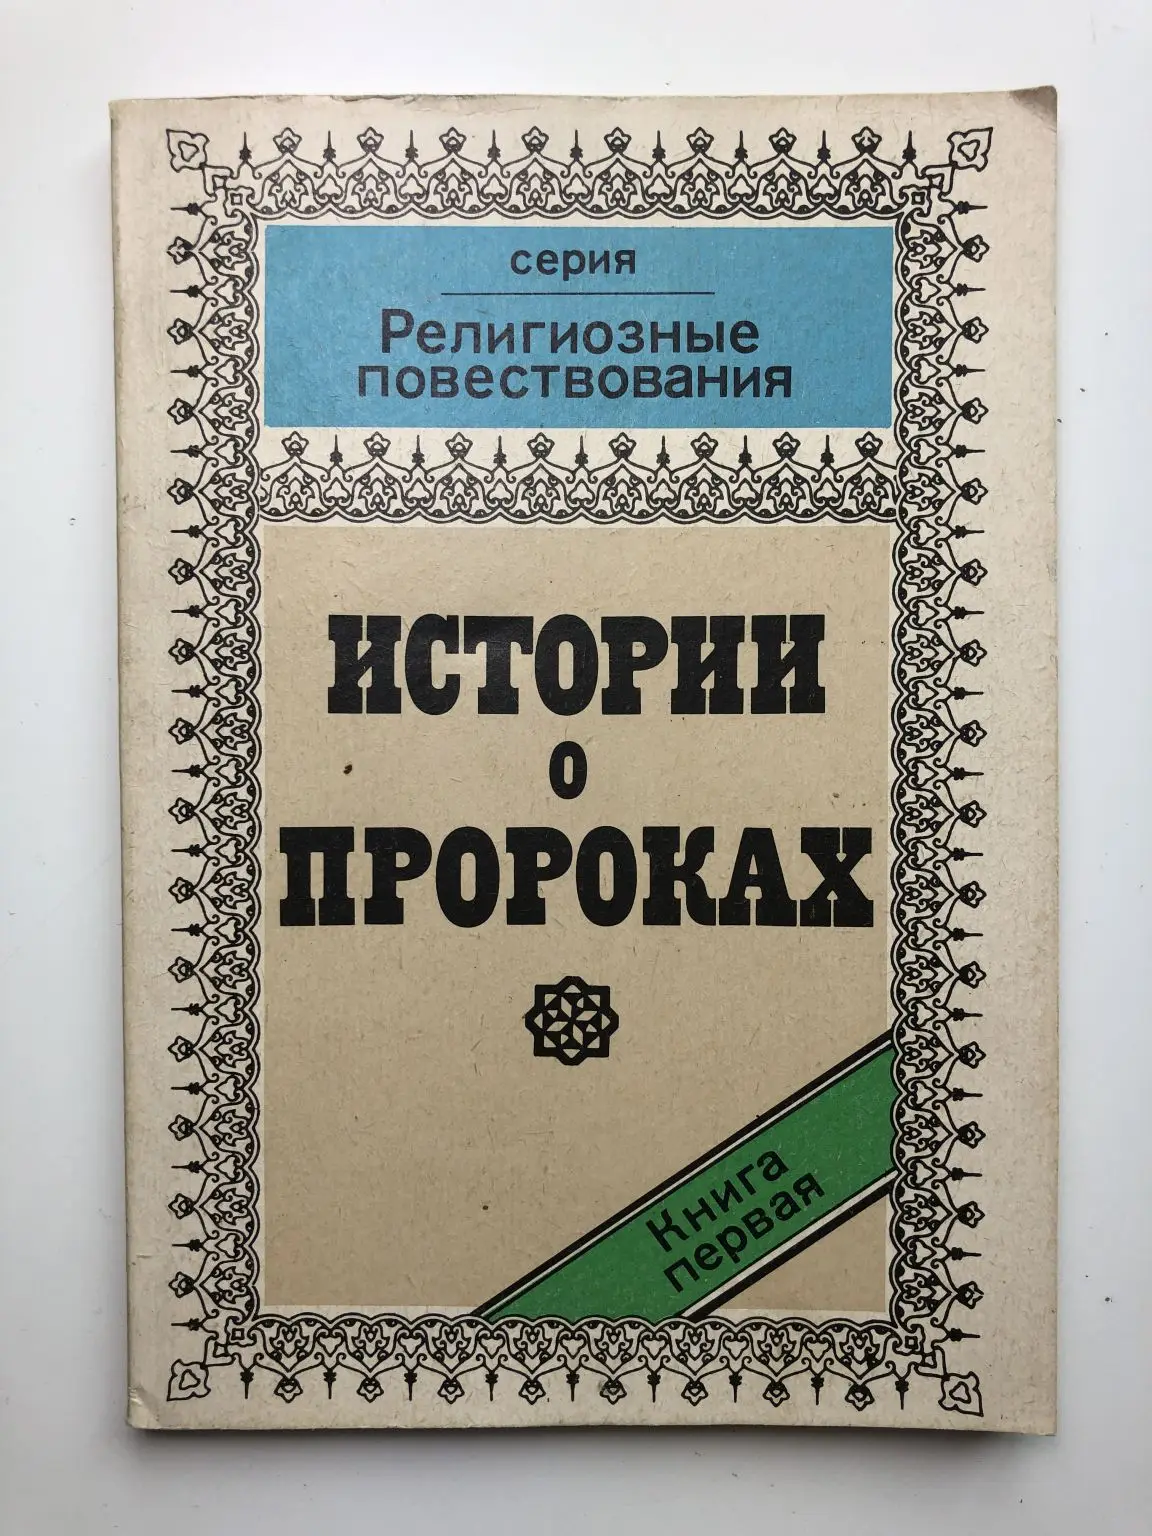 серия
Религиозные
повествования
ИСТОРИИ
О
ПРОРОКАХ
Книга
первая